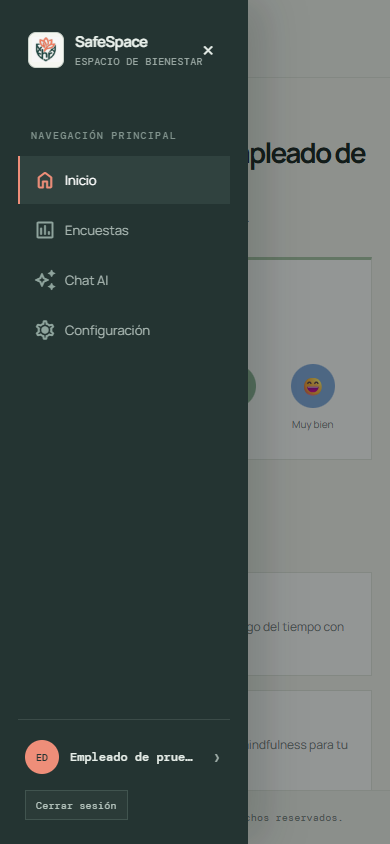 SafeSpace
ESPACIO DE BIENESTAR
×
NAVEGACIÓN PRINCIPAL
Inicio
Encuestas
Chat AI
Configuración
ED
Empleado de prue…
Cerrar sesión
pleado de
Muy bien
go del tiempo con
indfulness para tu
chos reservados.